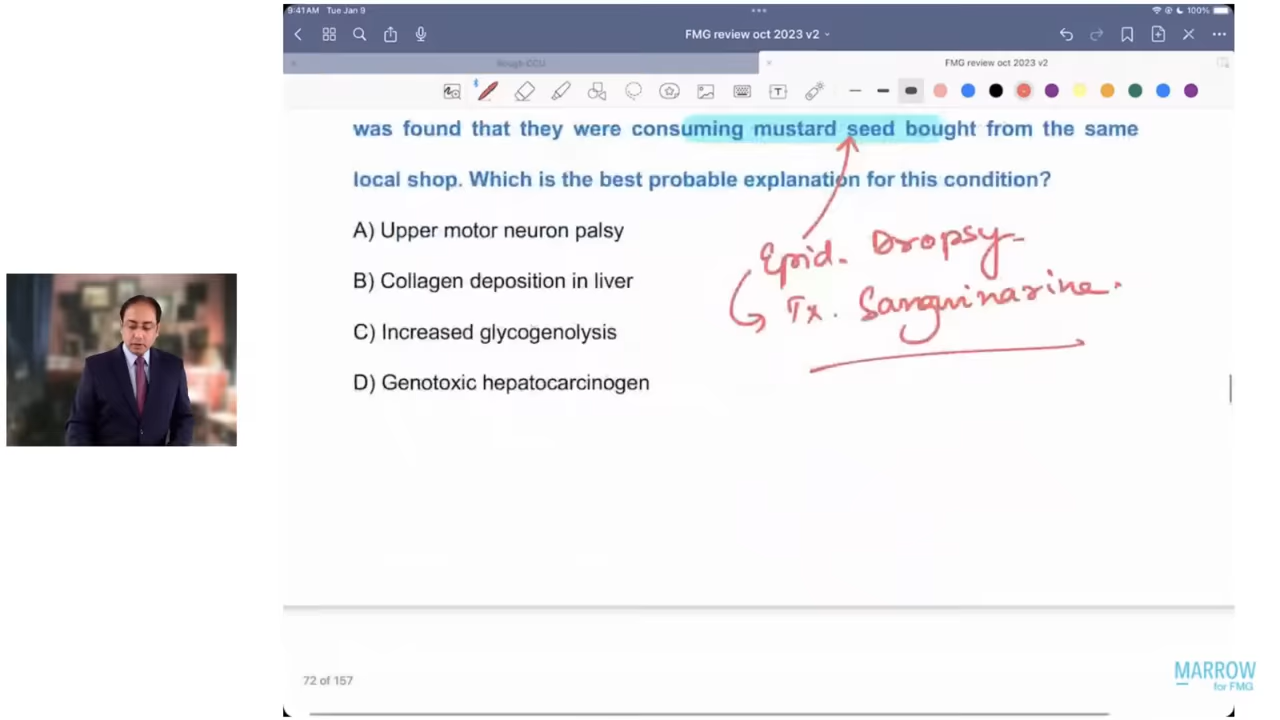 9:41AM Tue Jan 9
100%
FMG review oct 2023 v2
Rough-CCU
FMG review oct 2023 v2
was found that they were consuming mustard seed bought from the same
local shop. Which is the best probable explanation for this condition?
A) Upper motor neuron palsy
B) Collagen deposition in liver
C) Increased glycogenolysis
D) Genotoxic hepatocarcinogen
Epid. Dropsy
Tx. Sanguinarine.
72 of 157
MARROW
for FMG